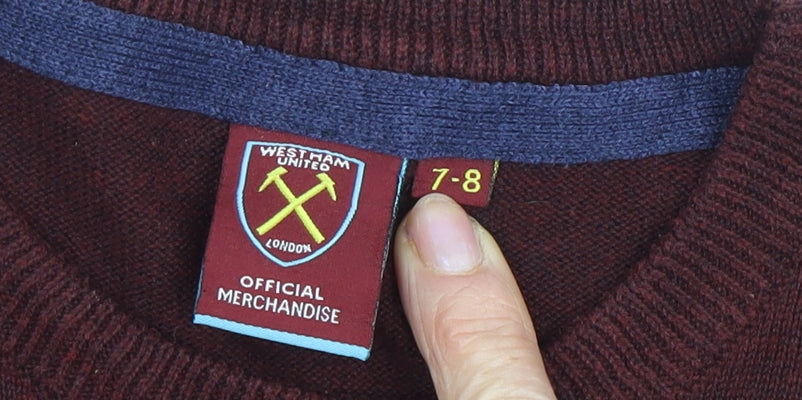 WEST HAM
UNITED
LONDON
OFFICIAL
MERCHANDISE
7-8